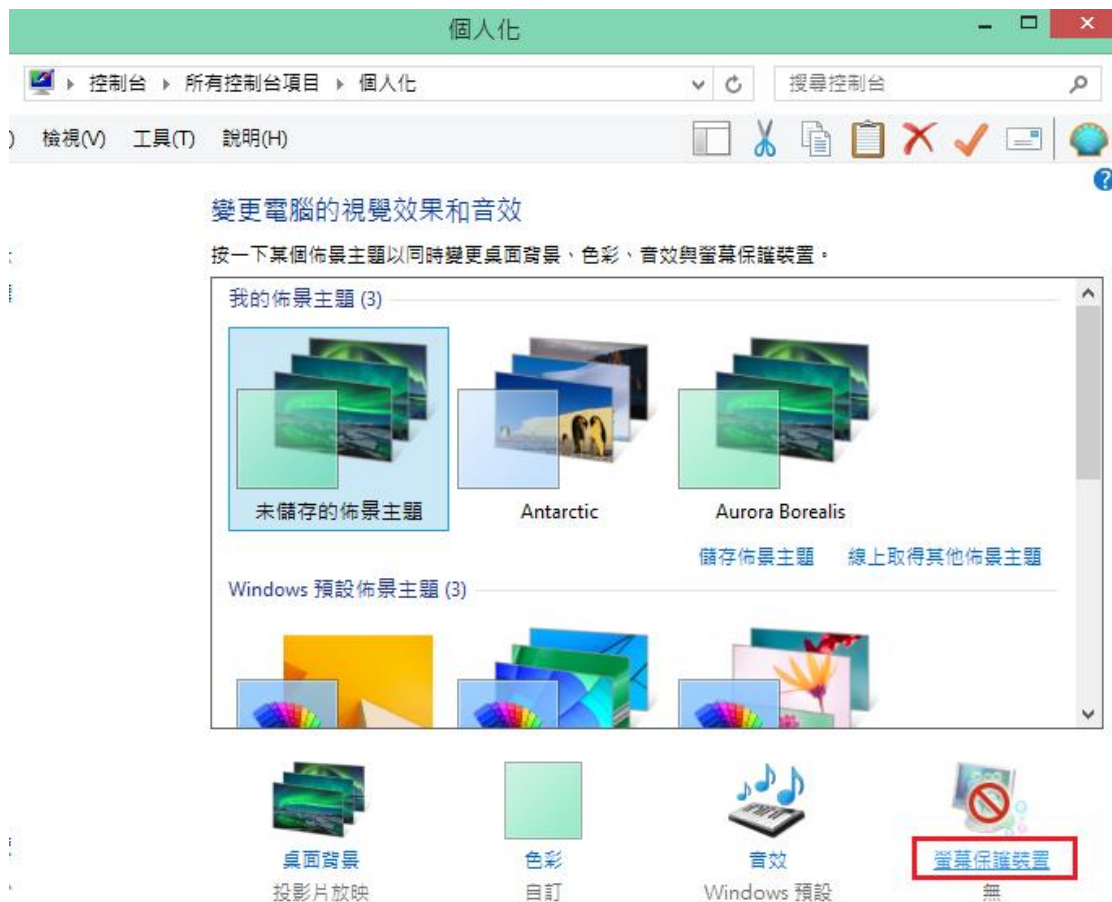 個人化
控制台 ▸ 所有控制台項目 ▸ 個人化
搜尋控制台
) 檢視(V) 工具(T) 說明(H)
變更電腦的視覺效果和音效
按一下某個佈景主題以同時變更桌面背景、色彩、音效與螢幕保護裝置。
我的佈景主題 (3)
未儲存的佈景主題
Antarctic
Aurora Borealis
儲存佈景主題 線上取得其他佈景主題
Windows 預設佈景主題 (3)
桌面背景
投影片放映
色彩
自訂
音效
Windows 預設
螢幕保護裝置
無